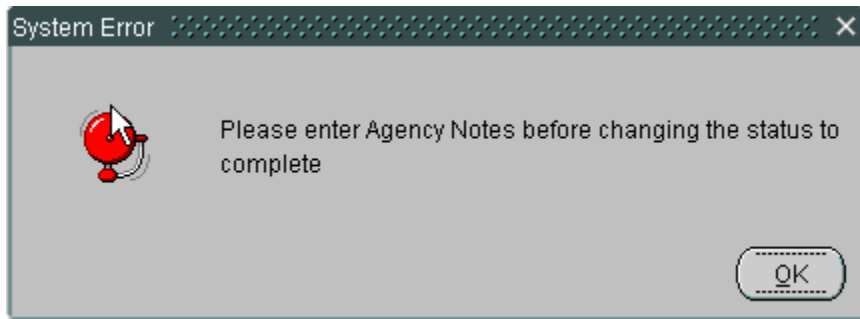 System Error
Please enter Agency Notes before changing the status to
complete
OK